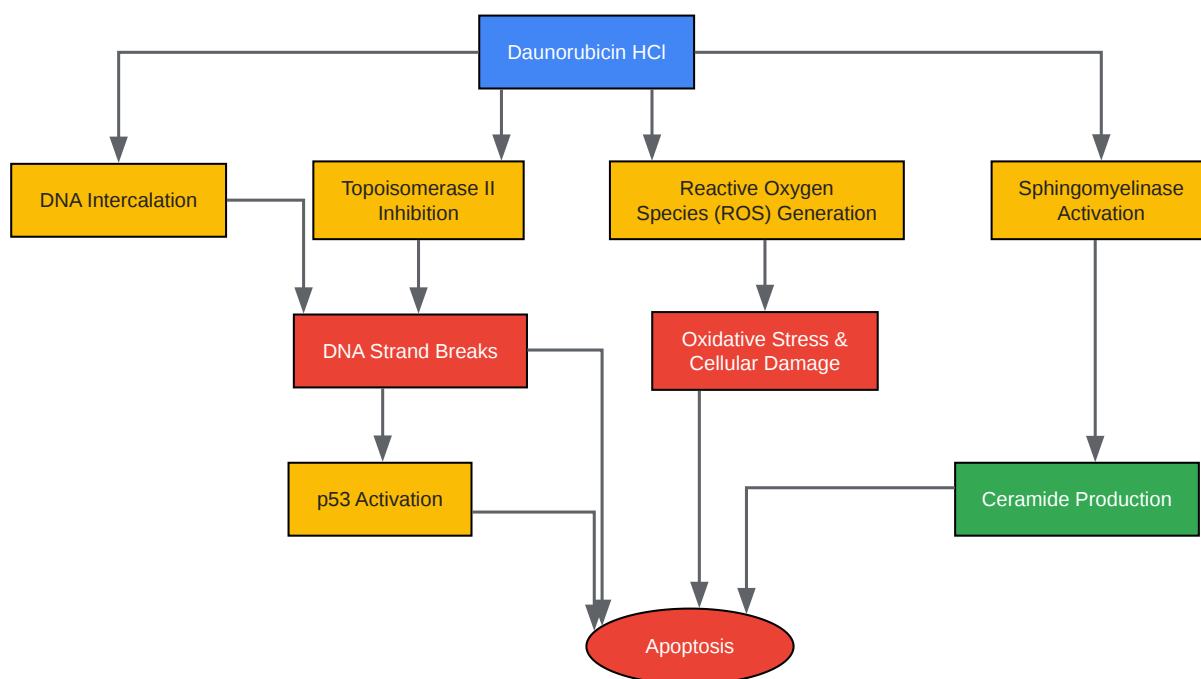 Daunorubicin HCl
DNA Intercalation
Topoisomerase II
Inhibition
Reactive Oxygen
Species (ROS) Generation
Sphingomyelinase
Activation
DNA Strand Breaks
Oxidative Stress &
Cellular Damage
p53 Activation
Ceramide Production
Apoptosis